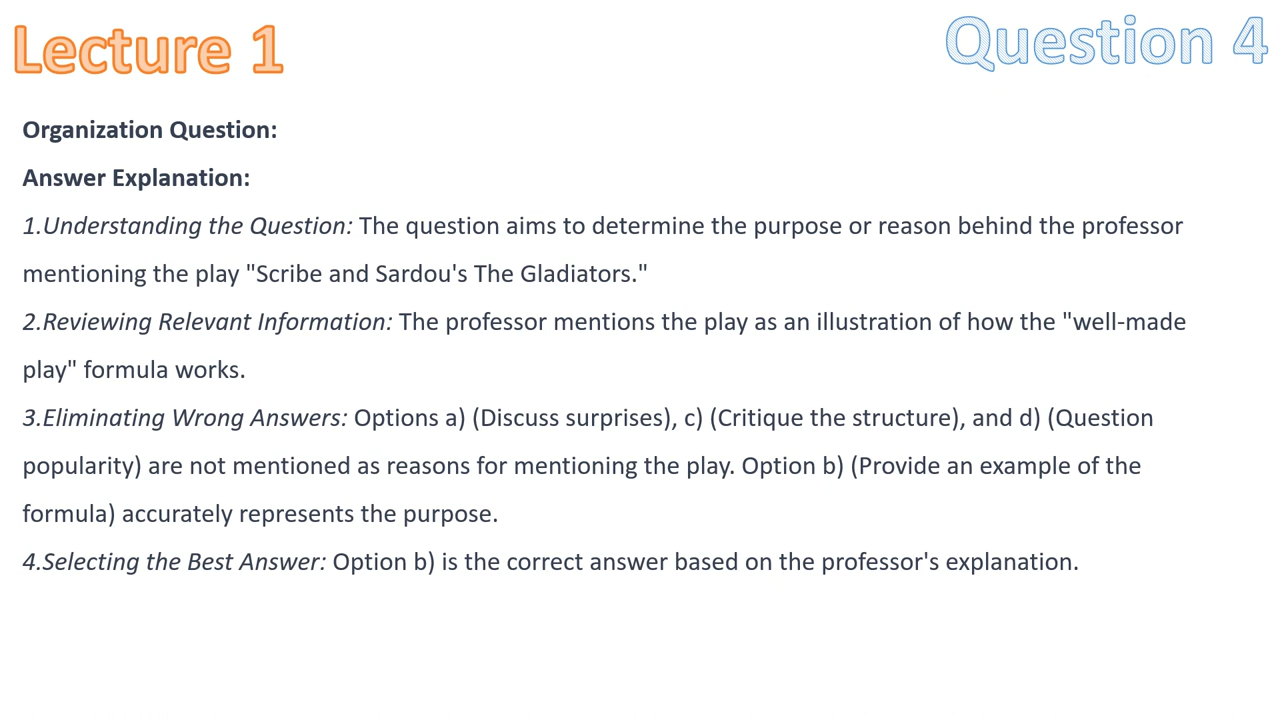 Lecture 1
Question 4
Organization Question:
Answer Explanation:
1.Understanding the Question: The question aims to determine the purpose or reason behind the professor
mentioning the play "Scribe and Sardou's The Gladiators."
2.Reviewing Relevant Information: The professor mentions the play as an illustration of how the "well-made
play" formula works.
3.Eliminating Wrong Answers: Options a) (Discuss surprises), c) (Critique the structure), and d) (Question
popularity) are not mentioned as reasons for mentioning the play. Option b) (Provide an example of the
formula) accurately represents the purpose.
4.Selecting the Best Answer: Option b) is the correct answer based on the professor's explanation.